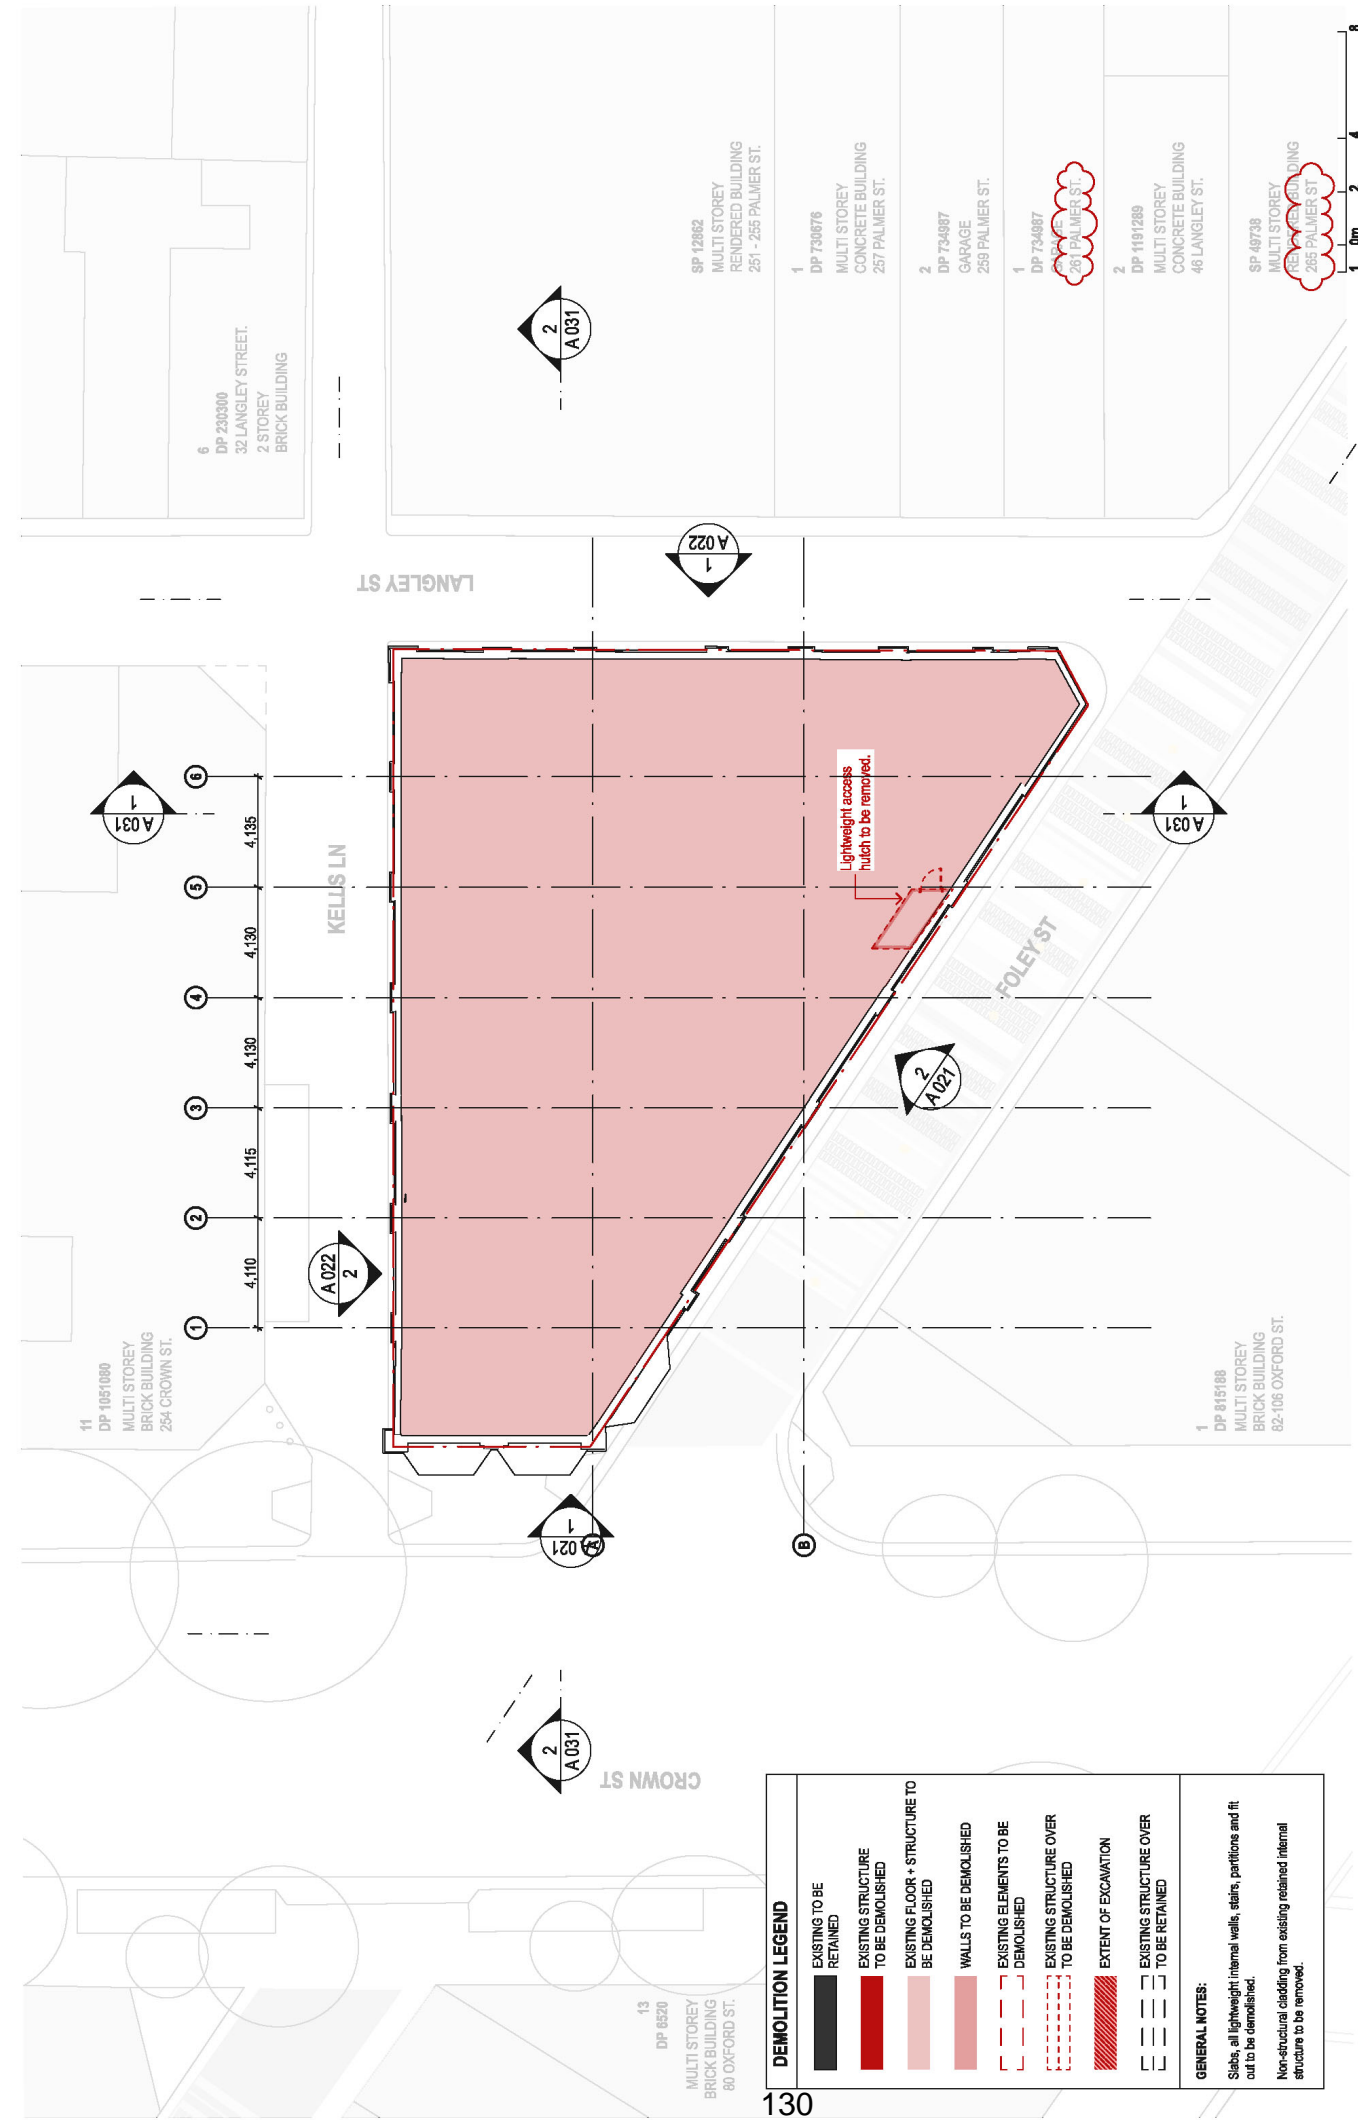 6
DP 230300
32 LANGLEY STREET.
2 STOREY
BRICK BUILDING
SP 12862
MULTI STOREY
RENDERED BUILDING
251 - 255 PALMER ST.
1
DP 730676
MULTI STOREY
CONCRETE BUILDING
257 PALMER ST.
2
DP 734987
GARAGE
259 PALMER ST.
1
DP 734987
GARAGE
261 PALMER ST.
2
DP 1191289
MULTI STOREY
CONCRETE BUILDING
46 LANGLEY ST.
SP 49738
MULTI STOREY
RENDERED BUILDING
265 PALMER ST
1 0m 2 4 8
2
A 031
1
A 022
LANGLEY ST
1
A 031
6
5
4
3
2
1
4,135
4,130
4,130
4,115
4,110
KELLS LN
Lightweight access
hutch to be removed.
1
A 031
FOLEY ST
2
A 021
A 022
2
11
DP 1051080
MULTI STOREY
BRICK BUILDING
254 CROWN ST.
1
DP 815188
MULTI STOREY
BRICK BUILDING
82-106 OXFORD ST.
1
A 021
A
B
2
A 031
CROWN ST
13
DP 6520
MULTI STOREY
BRICK BUILDING
80 OXFORD ST.
DEMOLITION LEGEND
EXISTING TO BE
RETAINED
EXISTING STRUCTURE
TO BE DEMOLISHED
EXISTING FLOOR + STRUCTURE TO
BE DEMOLISHED
WALLS TO BE DEMOLISHED
EXISTING ELEMENTS TO BE
DEMOLISHED
EXISTING STRUCTURE OVER
TO BE DEMOLISHED
EXTENT OF EXCAVATION
EXISTING STRUCTURE OVER
TO BE RETAINED
GENERAL NOTES:
Slabs, all lightweight internal walls, stairs, partitions and fit
out to be demolished.
Non-structural cladding from existing retained internal
structure to be removed.
130